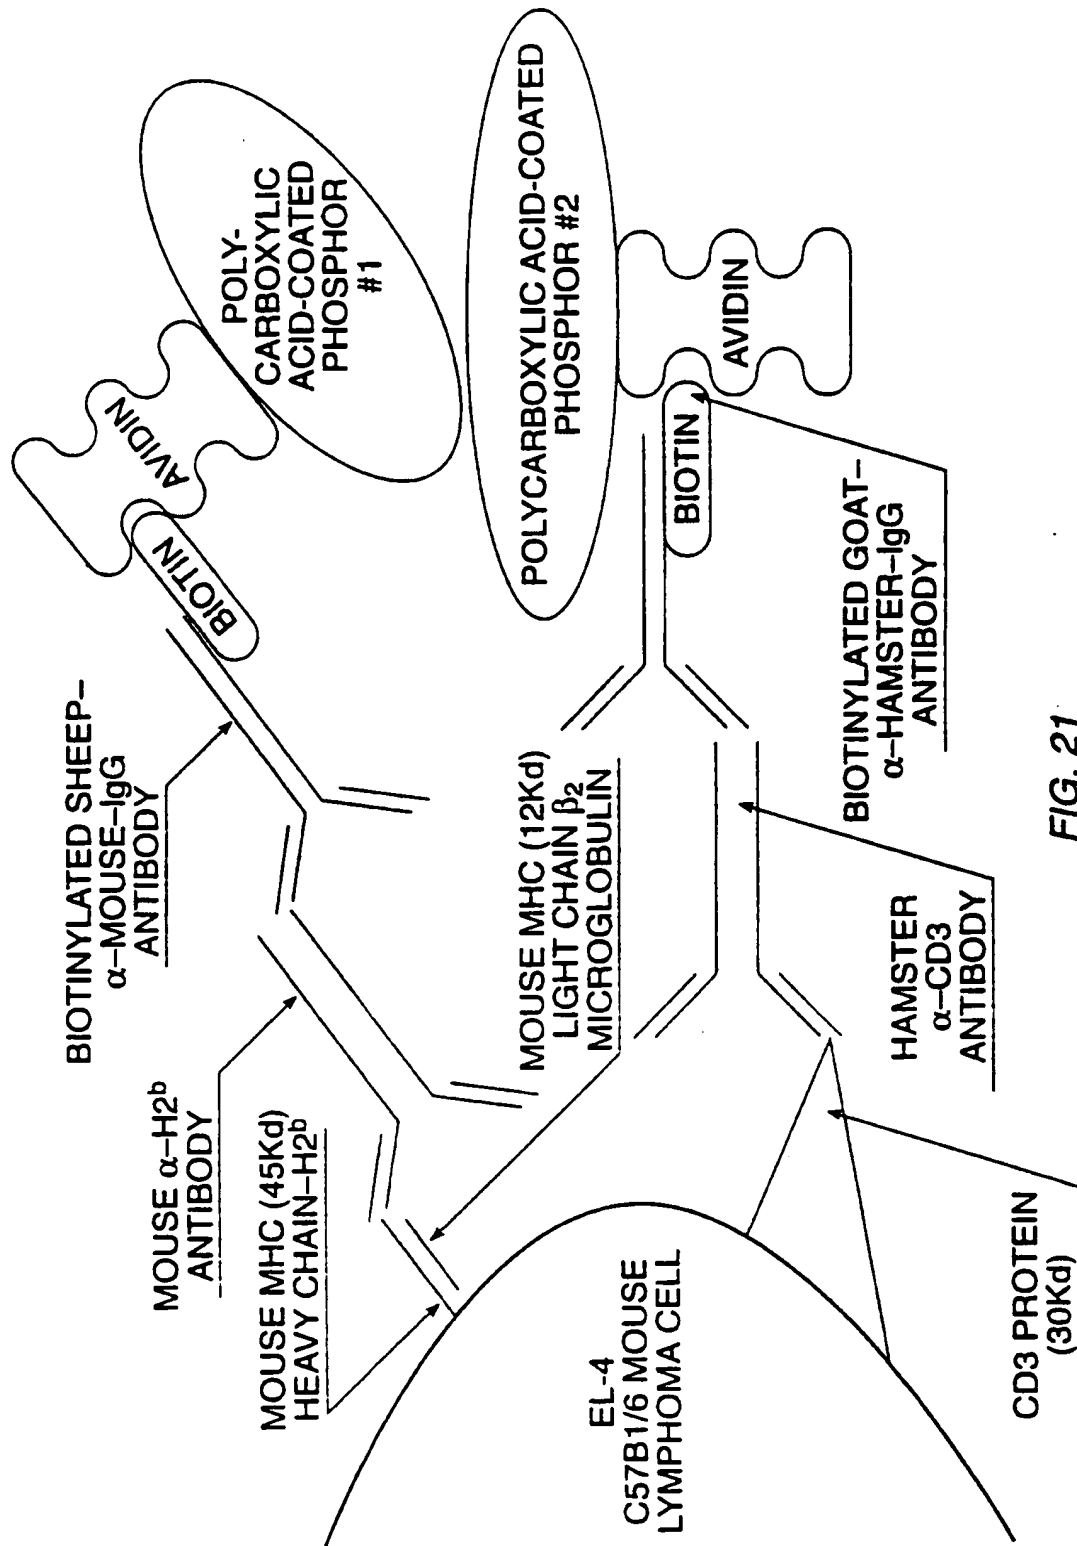 BIOTINYLATED SHEEP–
α–MOUSE–IgG
ANTIBODY
MOUSE α–H2ᵇ
ANTIBODY
MOUSE MHC (45Kd)
HEAVY CHAIN–H2ᵇ
BIOTIN
AVIDIN
POLY-
CARBOXYLIC
ACID-COATED
PHOSPHOR
#1
POLYCARBOXYLIC ACID-COATED
PHOSPHOR #2
MOUSE MHC (12Kd)
LIGHT CHAIN β₂
MICROGLOBULIN
EL-4
C57B1/6 MOUSE
LYMPHOMA CELL
BIOTIN
AVIDIN
BIOTINYLATED GOAT–
α–HAMSTER–IgG
ANTIBODY
HAMSTER
α–CD3
ANTIBODY
CD3 PROTEIN
(30Kd)
FIG. 21